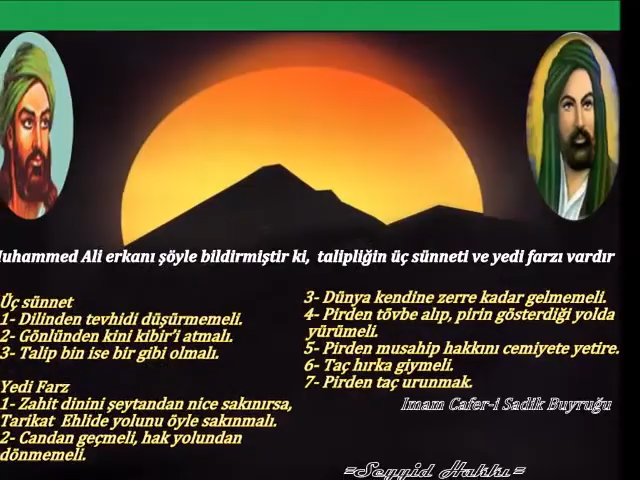 Muhammed Ali erkanı şöyle bildirmiştir ki, talipliğin üç sünneti ve yedi farzı vardır
Üç sünnet
1- Dilinden tevhidi düşürmemeli.
2- Gönlünden kini kibir'i atmalı.
3- Talip bin ise bir gibi olmalı.
Yedi Farz
1- Zahit dinini şeytandan nice sakınırsa,
Tarikat Ehlide yolunu öyle sakınmalı.
2- Candan geçmeli, hak yolundan
dönmemeli.
3- Dünya kendine zerre kadar gelmemeli.
4- Pirden tövbe alıp, pirin gösterdiği yolda
yürümeli.
5- Pirden musahip hakkını cemiyete yetire.
6- Taç hırka giymeli.
7- Pirden taç urunmak.
Imam Cafer-i Sadik Buyruğu
=Seyyid Hakkı=